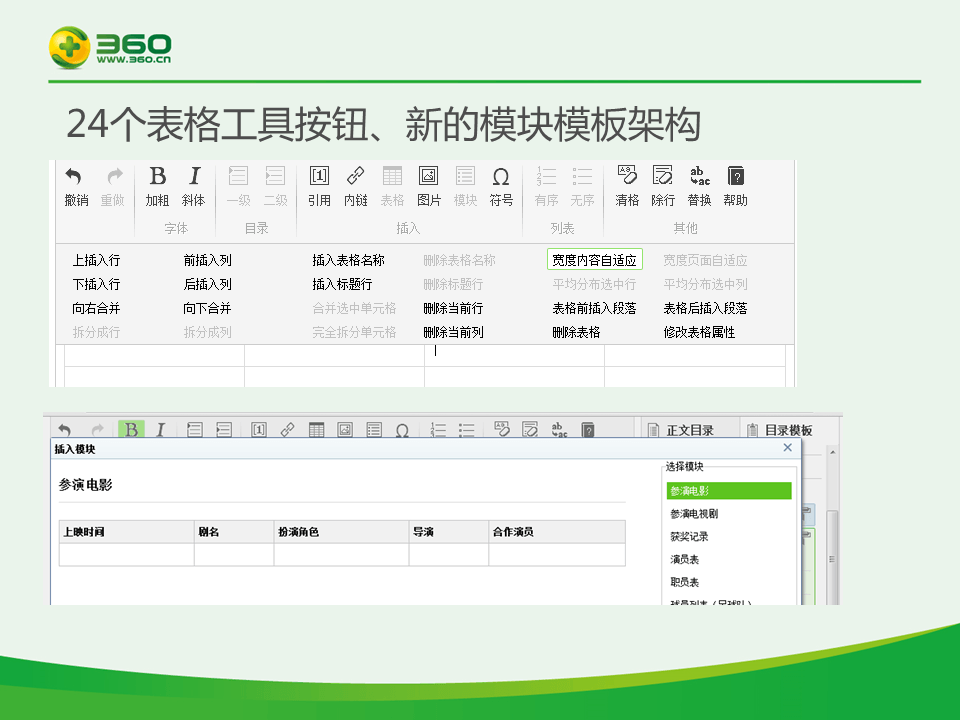 360
www.360.cn
24个表格工具按钮、新的模块模板架构
撤销 重做 加粗 斜体 一级 二级 引用 内链 表格 图片 模块 符号 有序 无序 清格 除行 替换 帮助
字体 目录 插入 列表 其他
上插入行 前插入列 插入表格名称 删除表格名称 宽度内容自适应 宽度页面自适应
下插入行 后插入列 插入标题行 删除标题行 平均分布选中行 平均分布选中列
向右合并 向下合并 合并选中单元格 删除当前行 表格前插入段落 表格后插入段落
拆分成行 拆分成列 完全拆分单元格 删除当前列 删除表格 修改表格属性
正文目录 目录模板
插入模块
选择模块
参演电影
参演电影
参演电视剧
上映时间 剧名 扮演角色 导演 合作演员
获奖记录
演员表
职员表